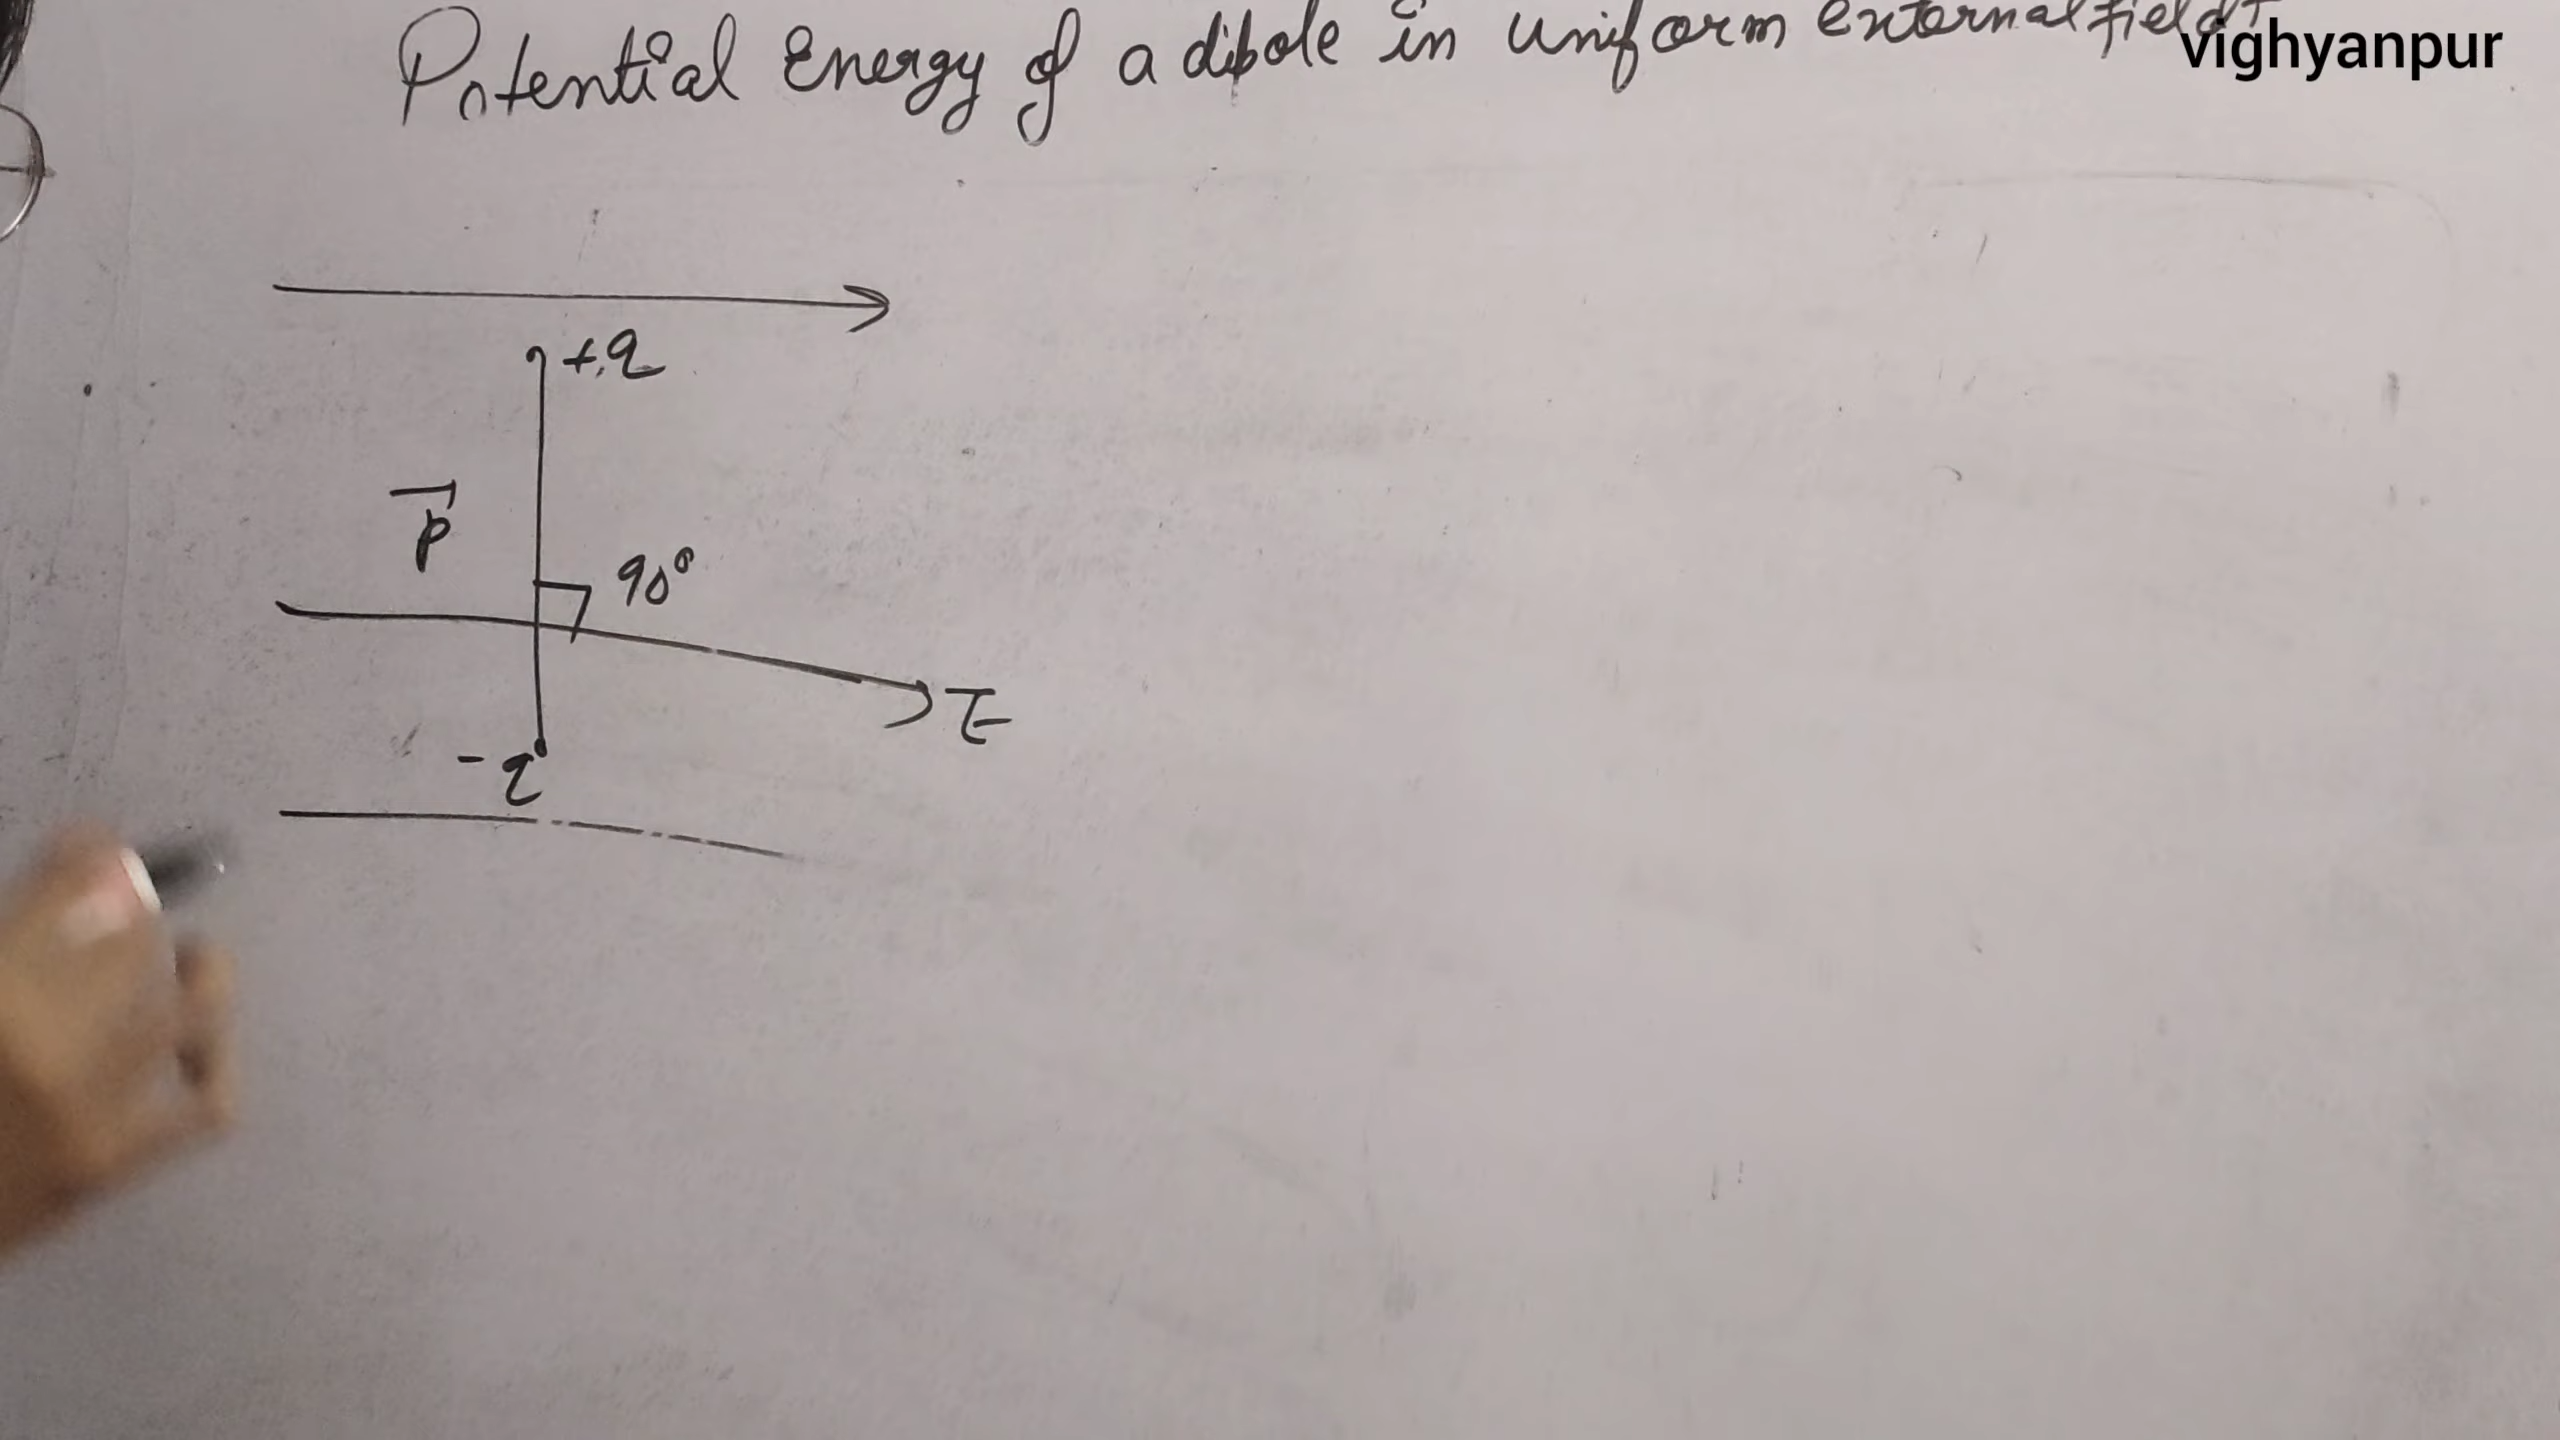 Potential Energy of a dipole in uniform external field
vighyanpur
+q
p
90°
E
-q